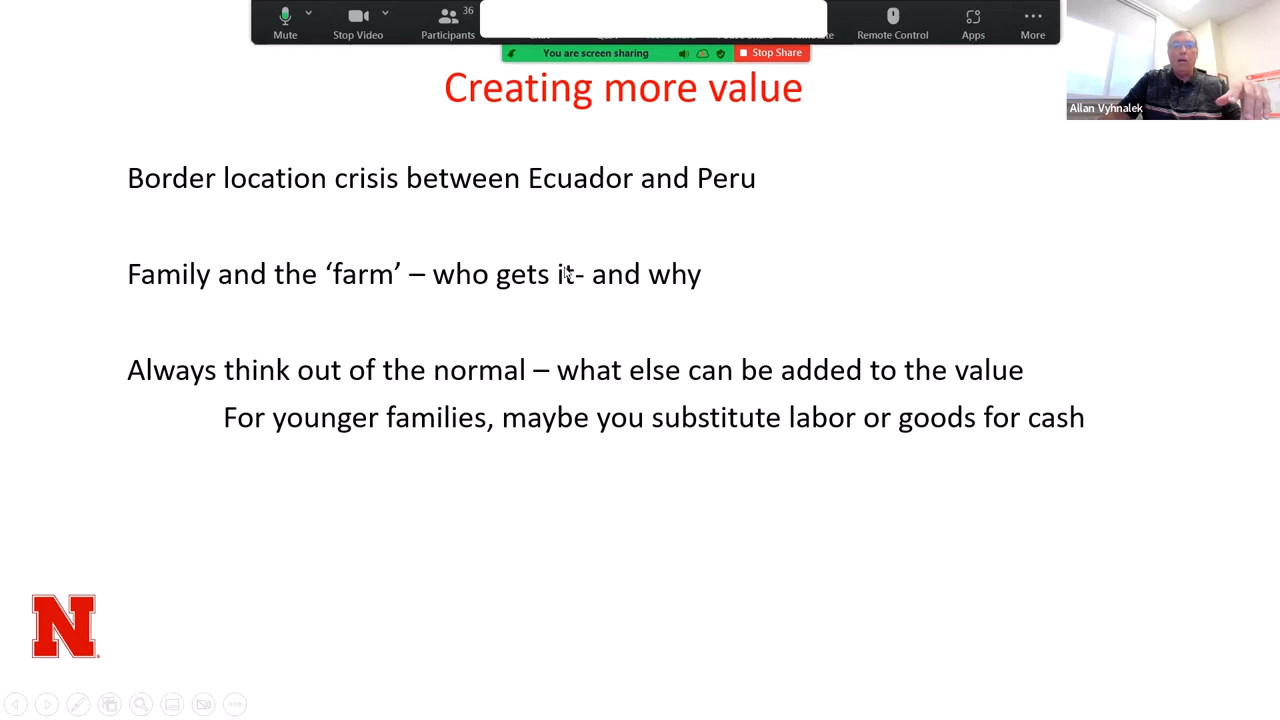 36
Mute
Stop Video
Participants
Remote Control
Apps
More
You are screen sharing
Stop Share
Allan Vyhnalek
Creating more value
Border location crisis between Ecuador and Peru
Family and the ‘farm’ – who gets it- and why
Always think out of the normal – what else can be added to the value
For younger families, maybe you substitute labor or goods for cash
N